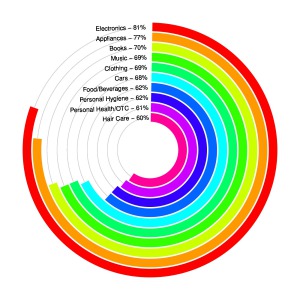 Electronics – 81%
Appliances – 77%
Books – 70%
Music – 69%
Clothing – 69%
Cars – 68%
Food/Beverages – 62%
Personal Hygiene – 62%
Personal Health/OTC – 61%
Hair Care – 60%